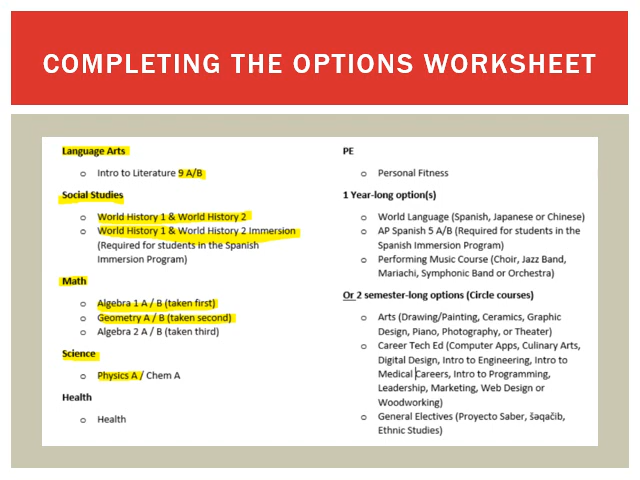 COMPLETING THE OPTIONS WORKSHEET
Language Arts
o Intro to Literature 9 A/B
Social Studies
o World History 1 & World History 2
o World History 1 & World History 2 Immersion
(Required for students in the Spanish
Immersion Program)
Math
o Algebra 1 A / B (taken first)
o Geometry A / B (taken second)
o Algebra 2 A / B (taken third)
Science
o Physics A / Chem A
Health
o Health
PE
o Personal Fitness
1 Year-long option(s)
o World Language (Spanish, Japanese or Chinese)
o AP Spanish 5 A/B (Required for students in the
Spanish Immersion Program)
o Performing Music Course (Choir, Jazz Band,
Mariachi, Symphonic Band or Orchestra)
Or 2 semester-long options (Circle courses)
o Arts (Drawing/Painting, Ceramics, Graphic
Design, Piano, Photography, or Theater)
o Career Tech Ed (Computer Apps, Culinary Arts,
Digital Design, Intro to Engineering, Intro to
Medical Careers, Intro to Programming,
Leadership, Marketing, Web Design or
Woodworking)
o General Electives (Proyecto Saber, šəqačib,
Ethnic Studies)